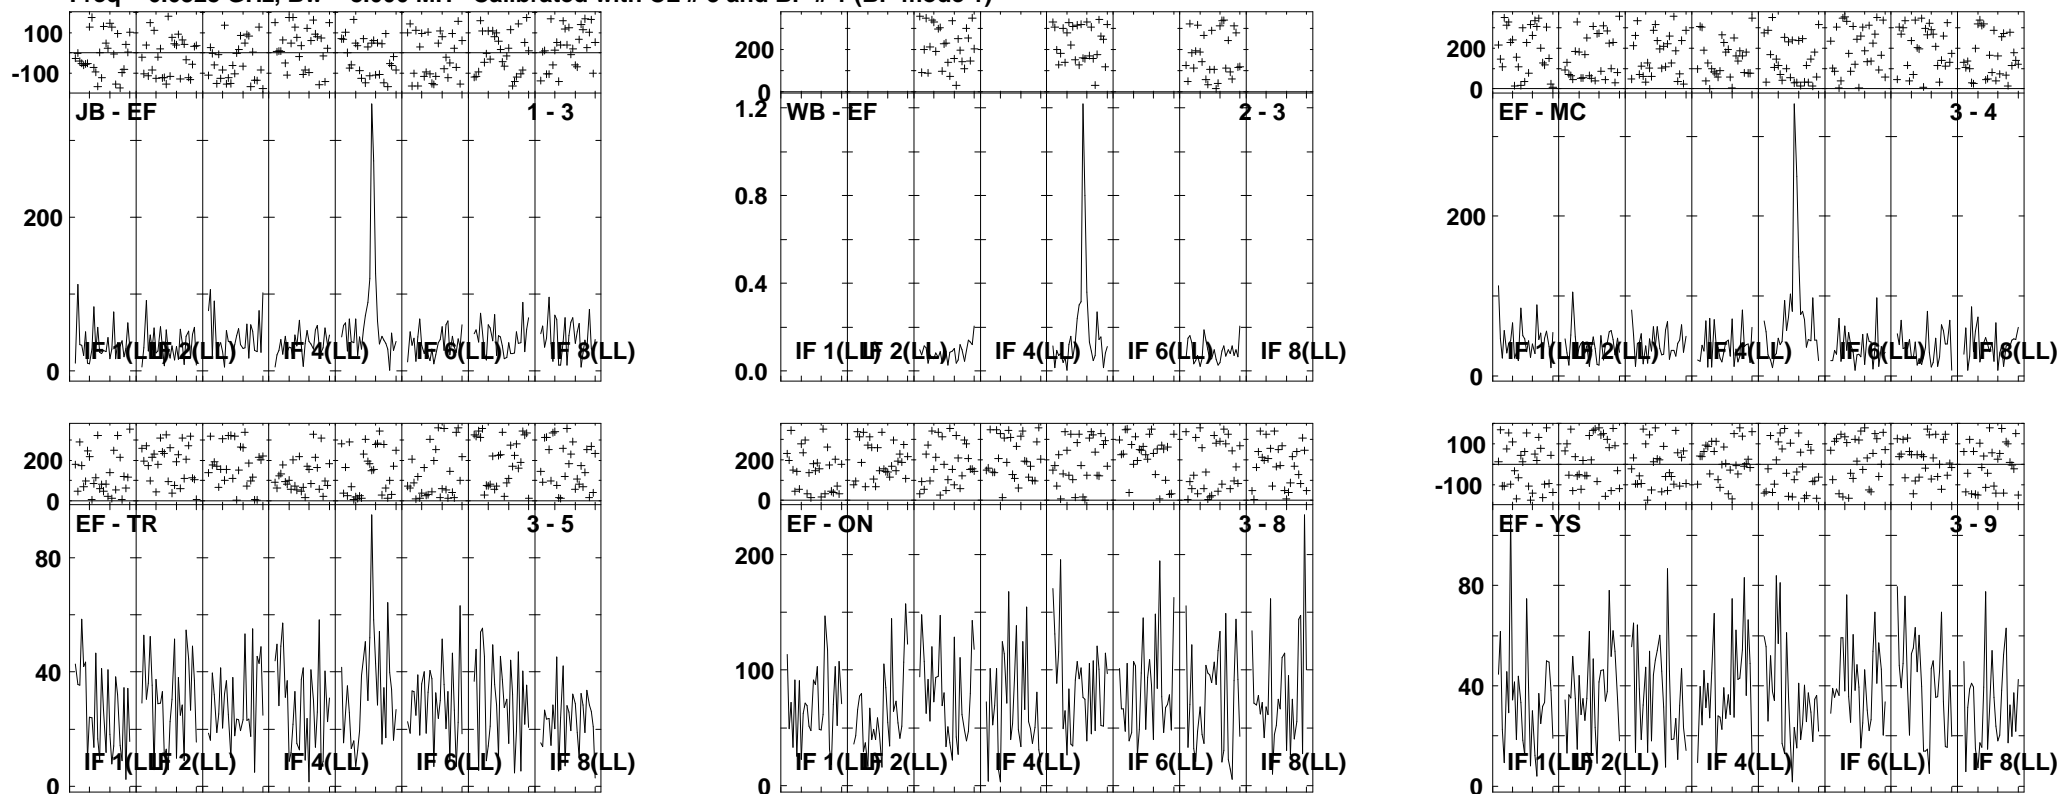 100
-100
JB - EF 1 - 3
200
0
IF 1(LL) IF 2(LL) IF 4(LL) IF 6(LL) IF 8(LL)
200
0
1.2
WB - EF 2 - 3
0.8
0.4
0.0
IF 1(LL) IF 2(LL) IF 4(LL) IF 6(LL) IF 8(LL)
200
0
EF - MC 3 - 4
200
0
IF 1(LL) IF 2(LL) IF 4(LL) IF 6(LL) IF 8(LL)
200
0
EF - TR 3 - 5
80
40
0
IF 1(LL) IF 2(LL) IF 4(LL) IF 6(LL) IF 8(LL)
400
200
0
EF - ON 3 - 8
200
100
0
IF 1(LL) IF 2(LL) IF 4(LL) IF 6(LL) IF 8(LL)
100
-100
EF - YS 3 - 9
80
40
0
IF 1(LL) IF 2(LL) IF 4(LL) IF 6(LL) IF 8(LL)